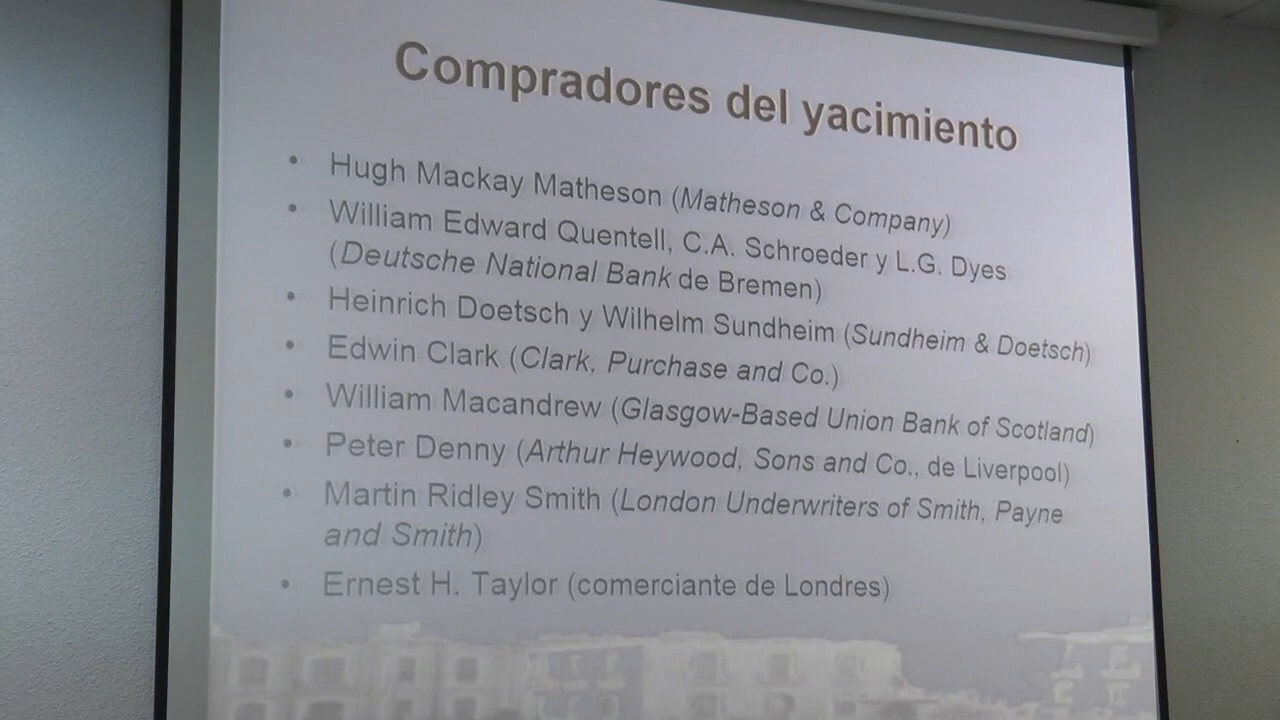 Compradores del yacimiento
• Hugh Mackay Matheson (Matheson & Company)
• William Edward Quentell, C.A. Schroeder y L.G. Dyes
(Deutsche National Bank de Bremen)
• Heinrich Doetsch y Wilhelm Sundheim (Sundheim & Doetsch)
• Edwin Clark (Clark, Purchase and Co.)
• William Macandrew (Glasgow-Based Union Bank of Scotland)
• Peter Denny (Arthur Heywood, Sons and Co., de Liverpool)
• Martin Ridley Smith (London Underwriters of Smith, Payne
and Smith)
• Ernest H. Taylor (comerciante de Londres)